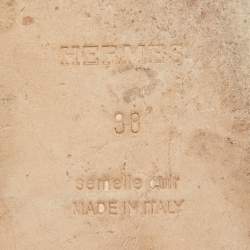 HERMES
38
semelle cuir
MADE IN ITALY